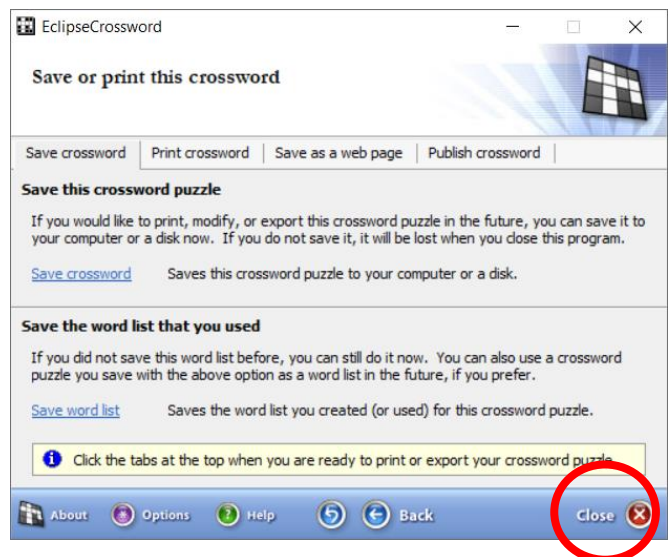 EclipseCrossword
Save or print this crossword
Save crossword Print crossword Save as a web page Publish crossword
Save this crossword puzzle
If you would like to print, modify, or export this crossword puzzle in the future, you can save it to
your computer or a disk now. If you do not save it, it will be lost when you close this program.
Save crossword Saves this crossword puzzle to your computer or a disk.
Save the word list that you used
If you did not save this word list before, you can still do it now. You can also use a crossword
puzzle you save with the above option as a word list in the future, if you prefer.
Save word list Saves the word list you created (or used) for this crossword puzzle.
Click the tabs at the top when you are ready to print or export your crossword puzzle.
About Options Help Back Close